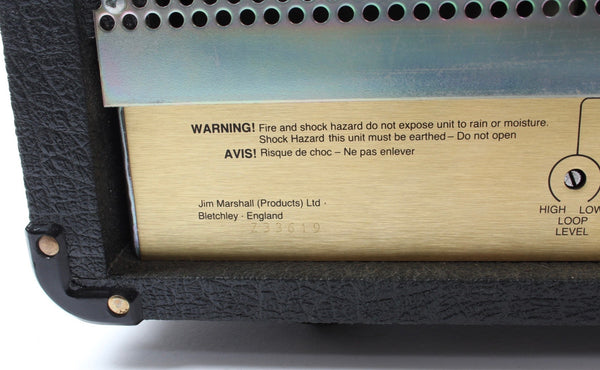 WARNING! Fire and shock hazard do not expose unit to rain or moisture.
Shock Hazard this unit must be earthed – Do not open
AVIS! Risque de choc – Ne pas enlever
Jim Marshall (Products) Ltd ·
Bletchley · England
Z33619
HIGH LOW
LOOP
LEVEL